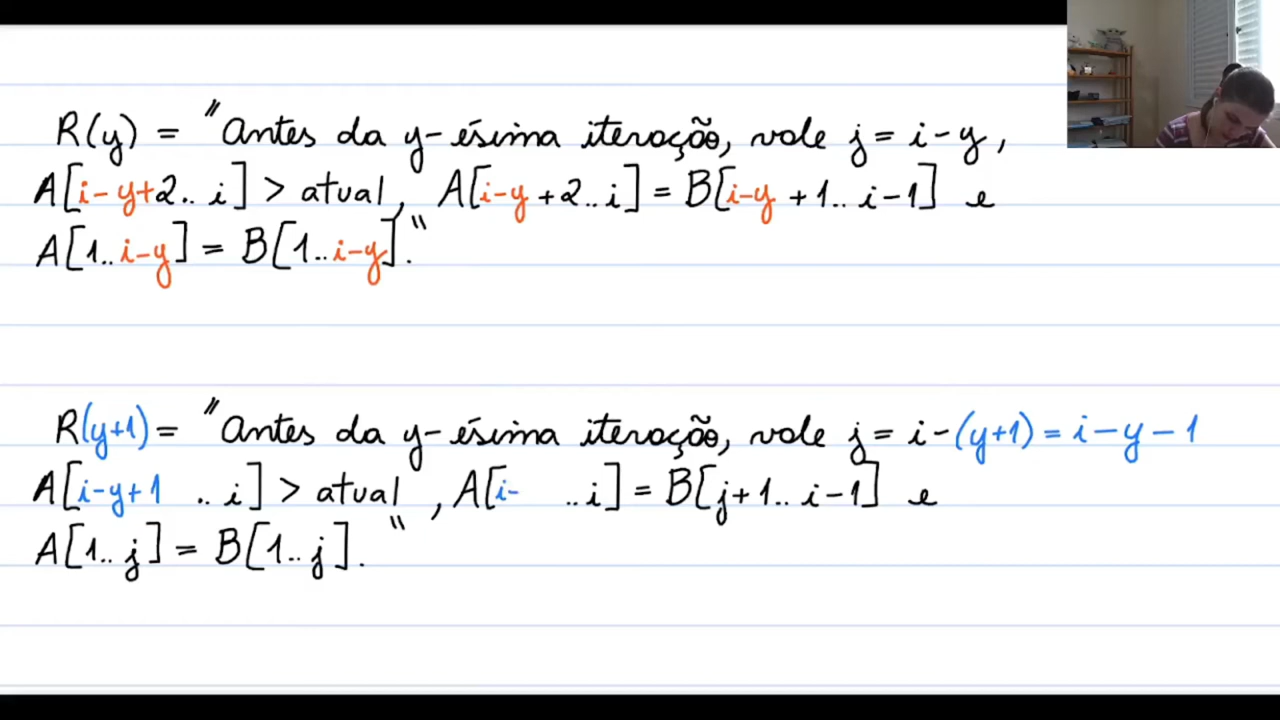 R(y) = "Antes da y-ésima iteração, vale j = i-y,
A[i-y+2.. i] > atual, A[i-y+2..i] = B[i-y+1.. i-1] e
A[1.. i-y] = B[1.. i-y]."
R(y+1) = "Antes da y-ésima iteração, vale j = i-(y+1) = i-y-1
A[i-y+1 .. i] > atual, A[i- .. i] = B[j+1.. i-1] e
A[1.. j] = B[1.. j]."